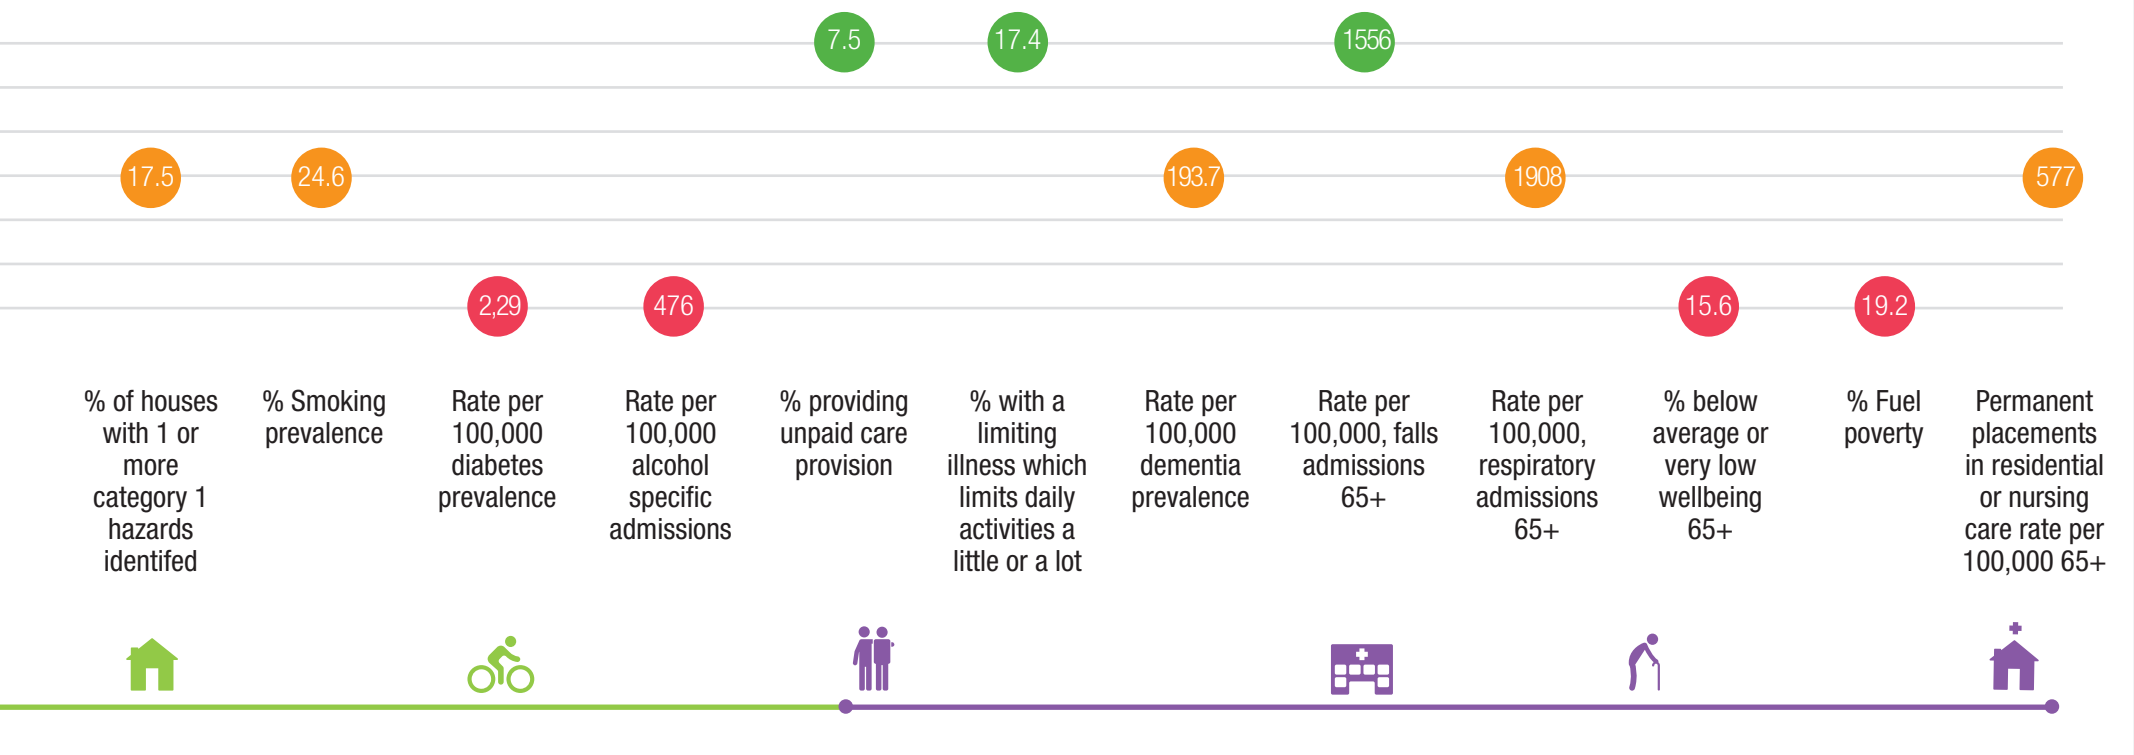 7.5
17.4
1556
17.5
24.6
193.7
1908
577
2,29
476
15.6
19.2
% of houses
with 1 or
more
category 1
hazards
identifed
% Smoking
prevalence
Rate per
100,000
diabetes
prevalence
Rate per
100,000
alcohol
specific
admissions
% providing
unpaid care
provision
% with a
limiting
illness which
limits daily
activities a
little or a lot
Rate per
100,000
dementia
prevalence
Rate per
100,000, falls
admissions
65+
Rate per
100,000,
respiratory
admissions
65+
% below
average or
very low
wellbeing
65+
% Fuel
poverty
Permanent
placements
in residential
or nursing
care rate per
100,000 65+